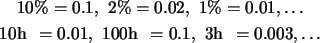 10% = 0.1, 2% = 0.02, 1% = 0.01, ...
10h = 0.01, 100h = 0.1, 3h = 0.003, ...